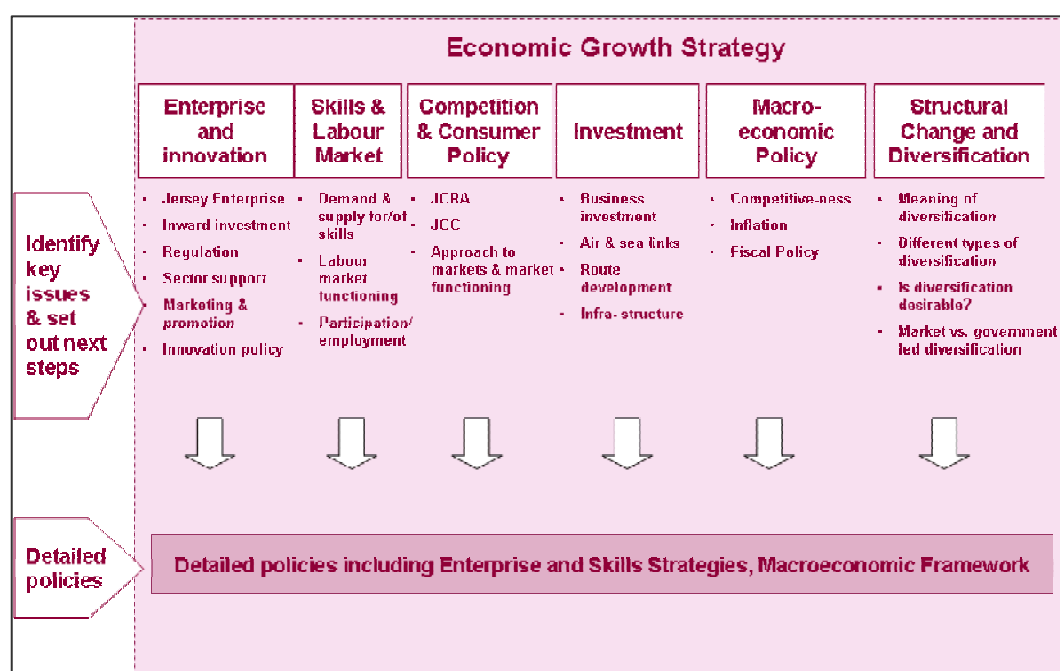 Economic Growth Strategy
Enterprise
and
innovation
Skills &
Labour
Market
Competition
& Consumer
Policy
Investment
Macro-
economic
Policy
Structural
Change and
Diversification
Identify
key
issues
& set
out next
steps
- Jersey Enterprise
- Inward investment
- Regulation
- Sector support
- Marketing &
promotion
- Innovation policy
- Demand &
supply for/of
skills
- Labour
market
functioning
- Participation/
employment
- JCRA
- JCC
- Approach to
markets & market
functioning
- Business
investment
- Air & sea links
- Route
development
- Infra- structure
- Competitive-ness
- Inflation
- Fiscal Policy
- Meaning of
diversification
- Different types of
diversification
- Is diversification
desirable?
- Market vs. government
led diversification
Detailed
policies
Detailed policies including Enterprise and Skills Strategies, Macroeconomic Framework